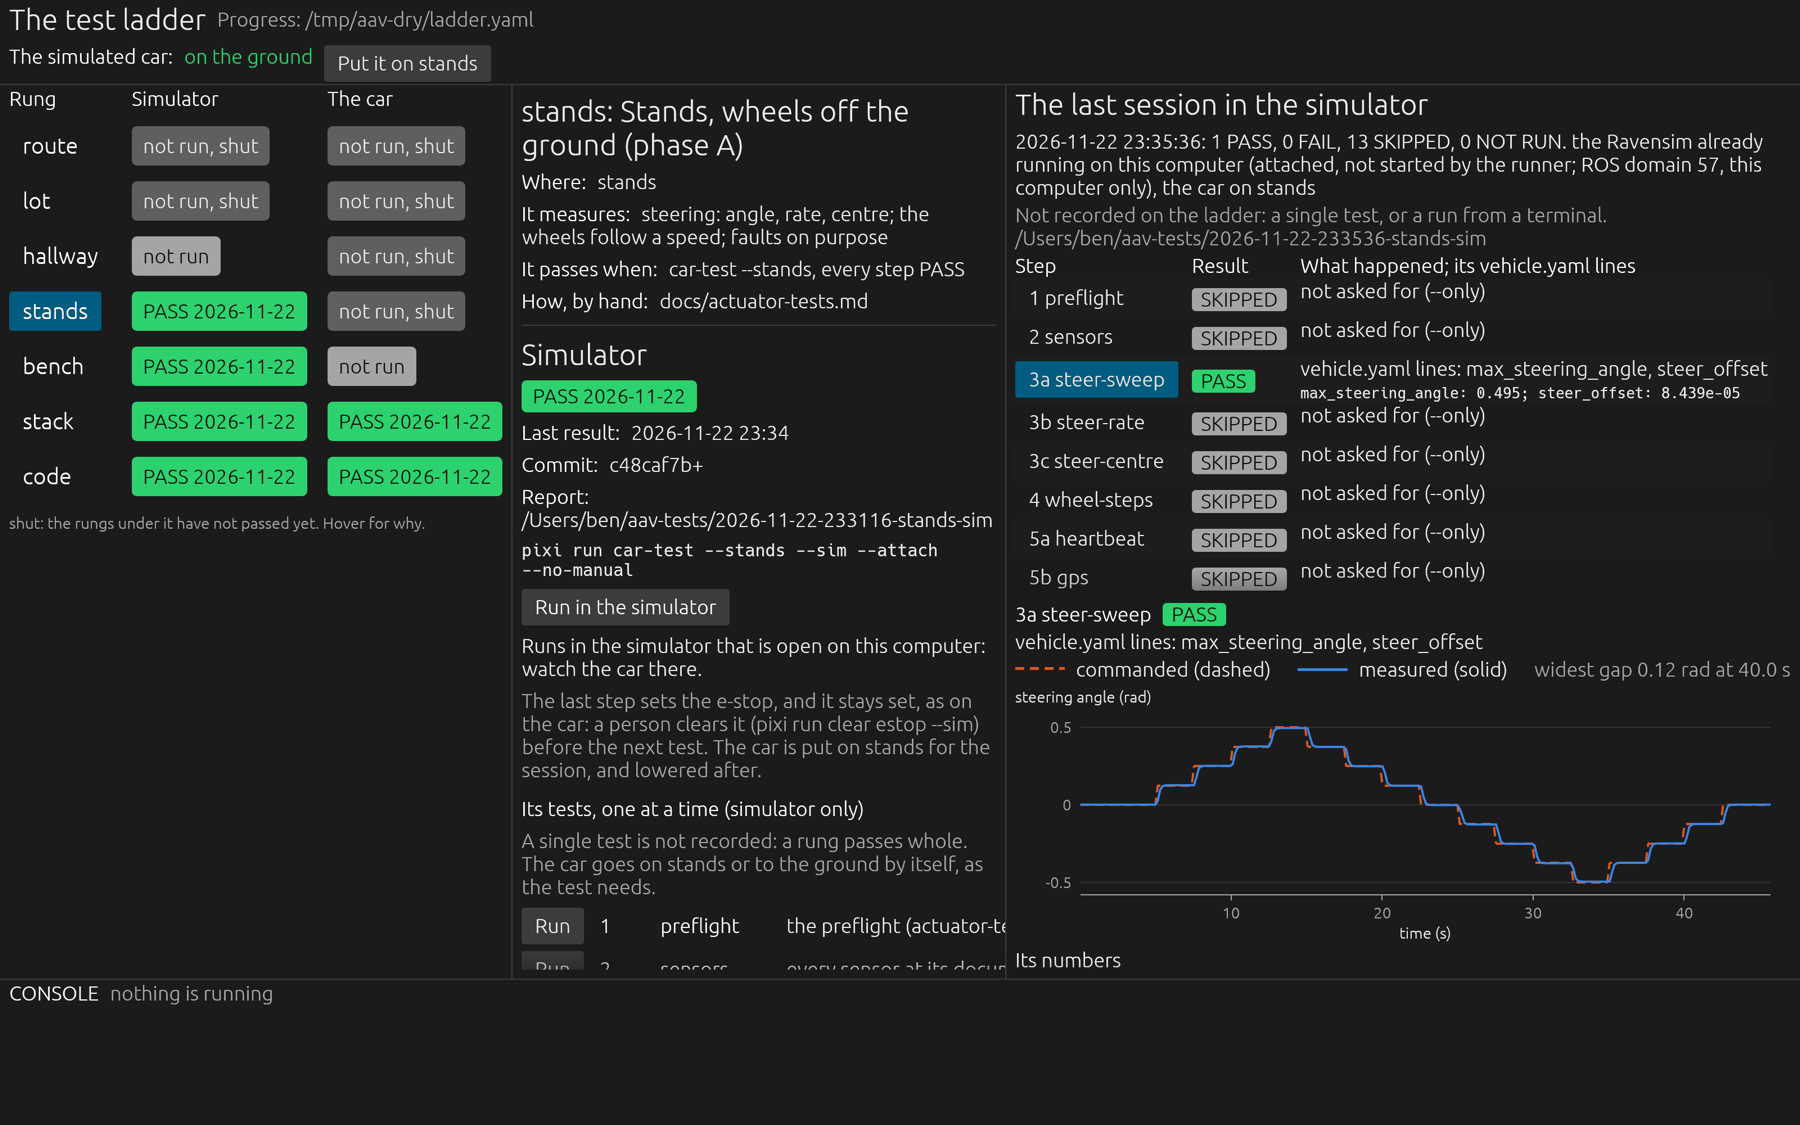 The test ladder Progress: /tmp/aav-dry/ladder.yaml
The simulated car: on the ground Put it on stands
Rung Simulator The car
route not run, shut not run, shut
lot not run, shut not run, shut
hallway not run not run, shut
stands PASS 2026-11-22 not run, shut
bench PASS 2026-11-22 not run
stack PASS 2026-11-22 PASS 2026-11-22
code PASS 2026-11-22 PASS 2026-11-22
shut: the rungs under it have not passed yet. Hover for why.
stands: Stands, wheels off the
ground (phase A)
Where: stands
It measures: steering: angle, rate, centre; the
wheels follow a speed; faults on purpose
It passes when: car-test --stands, every step PASS
How, by hand: docs/actuator-tests.md
Simulator
PASS 2026-11-22
Last result: 2026-11-22 23:34
Commit: c48caf7b+
Report:
/Users/ben/aav-tests/2026-11-22-233116-stands-sim
pixi run car-test --stands --sim --attach
--no-manual
Run in the simulator
Runs in the simulator that is open on this computer:
watch the car there.
The last step sets the e-stop, and it stays set, as on
the car: a person clears it (pixi run clear estop --sim)
before the next test. The car is put on stands for the
session, and lowered after.
Its tests, one at a time (simulator only)
A single test is not recorded: a rung passes whole.
The car goes on stands or to the ground by itself, as
the test needs.
Run 1 preflight the preflight (actuator-te
Run 2 sensors every sensor at its docu
The last session in the simulator
2026-11-22 23:35:36: 1 PASS, 0 FAIL, 13 SKIPPED, 0 NOT RUN. the Ravensim already
running on this computer (attached, not started by the runner; ROS domain 57, this
computer only), the car on stands
Not recorded on the ladder: a single test, or a run from a terminal.
/Users/ben/aav-tests/2026-11-22-233536-stands-sim
Step Result What happened; its vehicle.yaml lines
1 preflight SKIPPED not asked for (--only)
2 sensors SKIPPED not asked for (--only)
3a steer-sweep PASS vehicle.yaml lines: max_steering_angle, steer_offset
max_steering_angle: 0.495; steer_offset: 8.439e-05
3b steer-rate SKIPPED not asked for (--only)
3c steer-centre SKIPPED not asked for (--only)
4 wheel-steps SKIPPED not asked for (--only)
5a heartbeat SKIPPED not asked for (--only)
5b gps SKIPPED not asked for (--only)
3a steer-sweep PASS
vehicle.yaml lines: max_steering_angle, steer_offset
commanded (dashed) measured (solid) widest gap 0.12 rad at 40.0 s
steering angle (rad)
0.5
0
-0.5
10 20 30 40
time (s)
Its numbers
CONSOLE nothing is running